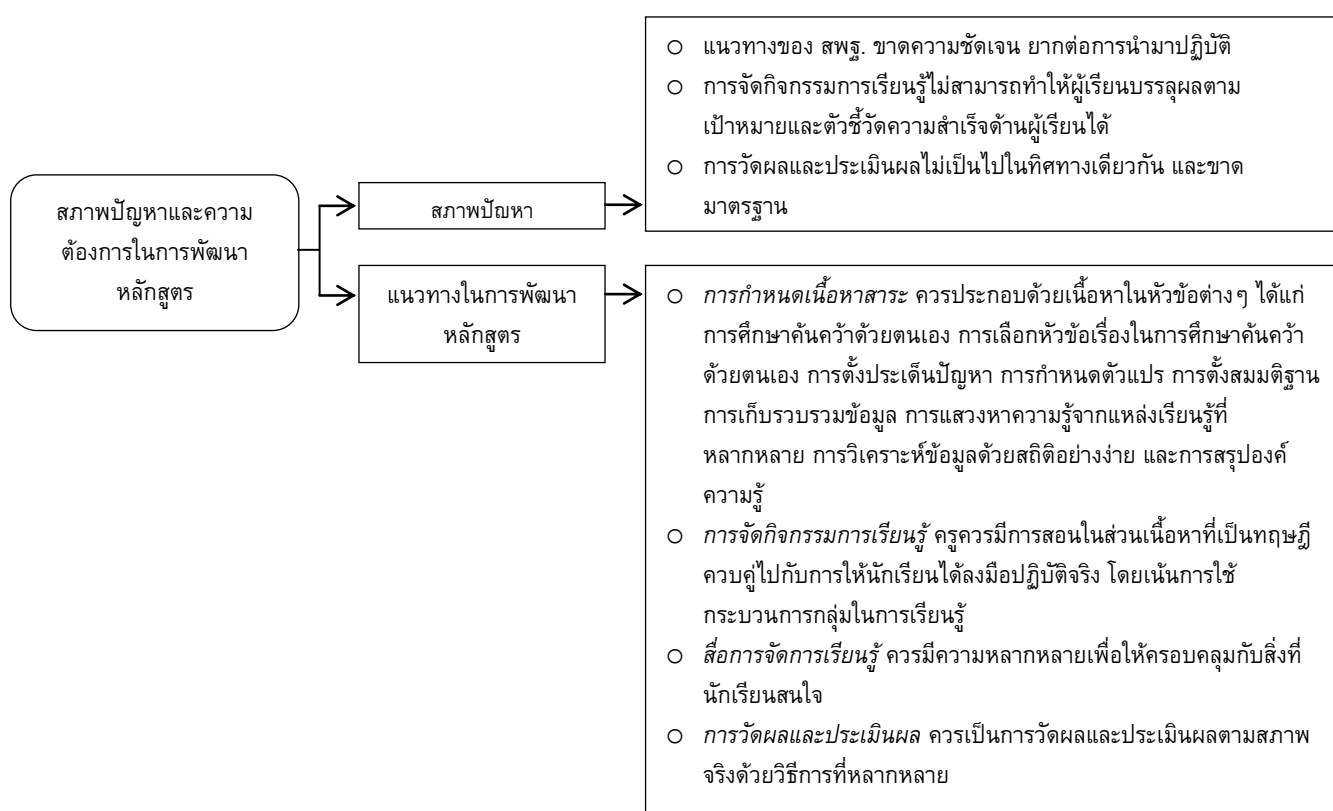 แนวทางของ สพฐ. ขาดความชัดเจน ยากต่อการนำมาปฏิบัติ
การจัดกิจกรรมการเรียนรู้ไม่สามารถทำให้ผู้เรียนบรรลุผลตาม
เป้าหมายและตัวชี้วัดความสำเร็จด้านผู้เรียนได้
การวัดผลและประเมินผลไม่เป็นไปในทิศทางเดียวกัน และขาด
มาตรฐาน
สภาพปัญหาและความ
ต้องการในการพัฒนา
หลักสูตร
สภาพปัญหา
แนวทางในการพัฒนา
หลักสูตร
การกำหนดเนื้อหาสาระ ควรประกอบด้วยเนื้อหาในหัวข้อต่างๆ ได้แก่
การศึกษาค้นคว้าด้วยตนเอง การเลือกหัวข้อเรื่องในการศึกษาค้นคว้า
ด้วยตนเอง การตั้งประเด็นปัญหา การกำหนดตัวแปร การตั้งสมมติฐาน
การเก็บรวบรวมข้อมูล การแสวงหาความรู้จากแหล่งเรียนรู้ที่
หลากหลาย การวิเคราะห์ข้อมูลด้วยสถิติอย่างง่าย และการสรุปองค์
ความรู้
การจัดกิจกรรมการเรียนรู้ ครูควรมีการสอนในส่วนเนื้อหาที่เป็นทฤษฎี
ควบคู่ไปกับการให้นักเรียนได้ลงมือปฏิบัติจริง โดยเน้นการใช้
กระบวนการกลุ่มในการเรียนรู้
สื่อการจัดการเรียนรู้ ควรมีความหลากหลายเพื่อให้ครอบคลุมกับสิ่งที่
นักเรียนสนใจ
การวัดผลและประเมินผล ควรเป็นการวัดผลและประเมินผลตามสภาพ
จริงด้วยวิธีการที่หลากหลาย